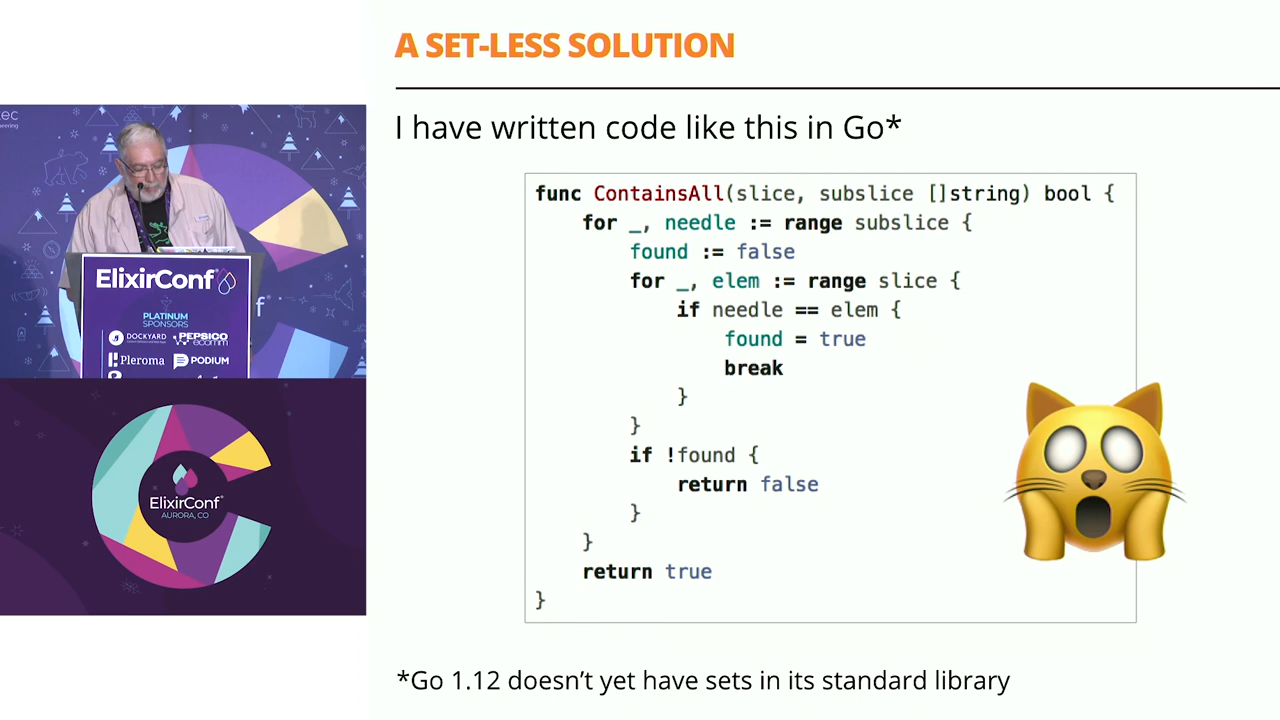 A SET-LESS SOLUTION
I have written code like this in Go*
func ContainsAll(slice, subslice []string) bool {
    for _, needle := range subslice {
        found := false
        for _, elem := range slice {
            if needle == elem {
                found = true
                break
            }
        }
        if !found {
            return false
        }
    }
    return true
}
*Go 1.12 doesn’t yet have sets in its standard library
ElixirConf
PLATINUM
SPONSORS
DOCKYARD
PEPSICO
ecomm
Pleroma
PODIUM
ElixirConf
AURORA, CO